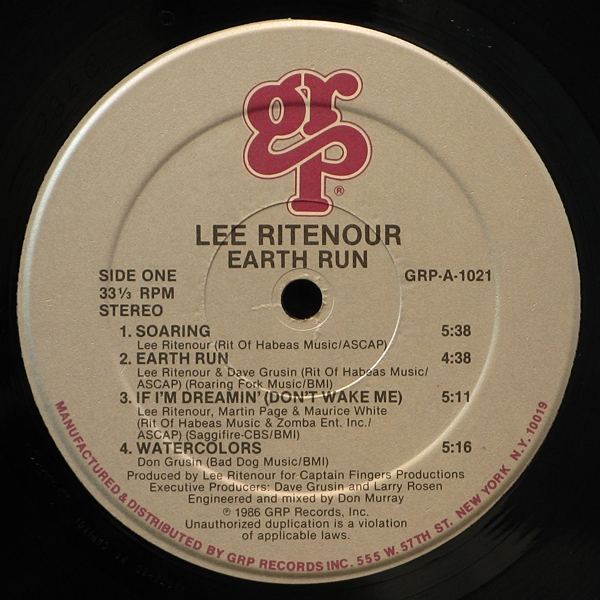 grp®
LEE RITENOUR
EARTH RUN
SIDE ONE
GRP-A-1021
33⅓ RPM
STEREO
1. SOARING 5:38
Lee Ritenour (Rit Of Habeas Music/ASCAP)
2. EARTH RUN 4:38
Lee Ritenour & Dave Grusin (Rit Of Habeas Music/
ASCAP) (Roaring Fork Music/BMI)
3. IF I'M DREAMIN' (DON'T WAKE ME) 5:11
Lee Ritenour, Martin Page & Maurice White
(Rit Of Habeas Music & Zomba Ent. Inc./
ASCAP) (Saggifire-CBS/BMI)
4. WATERCOLORS 5:16
Don Grusin (Bad Dog Music/BMI)
Produced by Lee Ritenour for Captain Fingers Productions
Executive Producers: Dave Grusin and Larry Rosen
Engineered and mixed by Don Murray
℗ 1986 GRP Records, Inc.
Unauthorized duplication is a violation
of applicable laws.
MANUFACTURED & DISTRIBUTED BY GRP RECORDS INC. 555 W. 57TH ST. NEW YORK N.Y. 10019